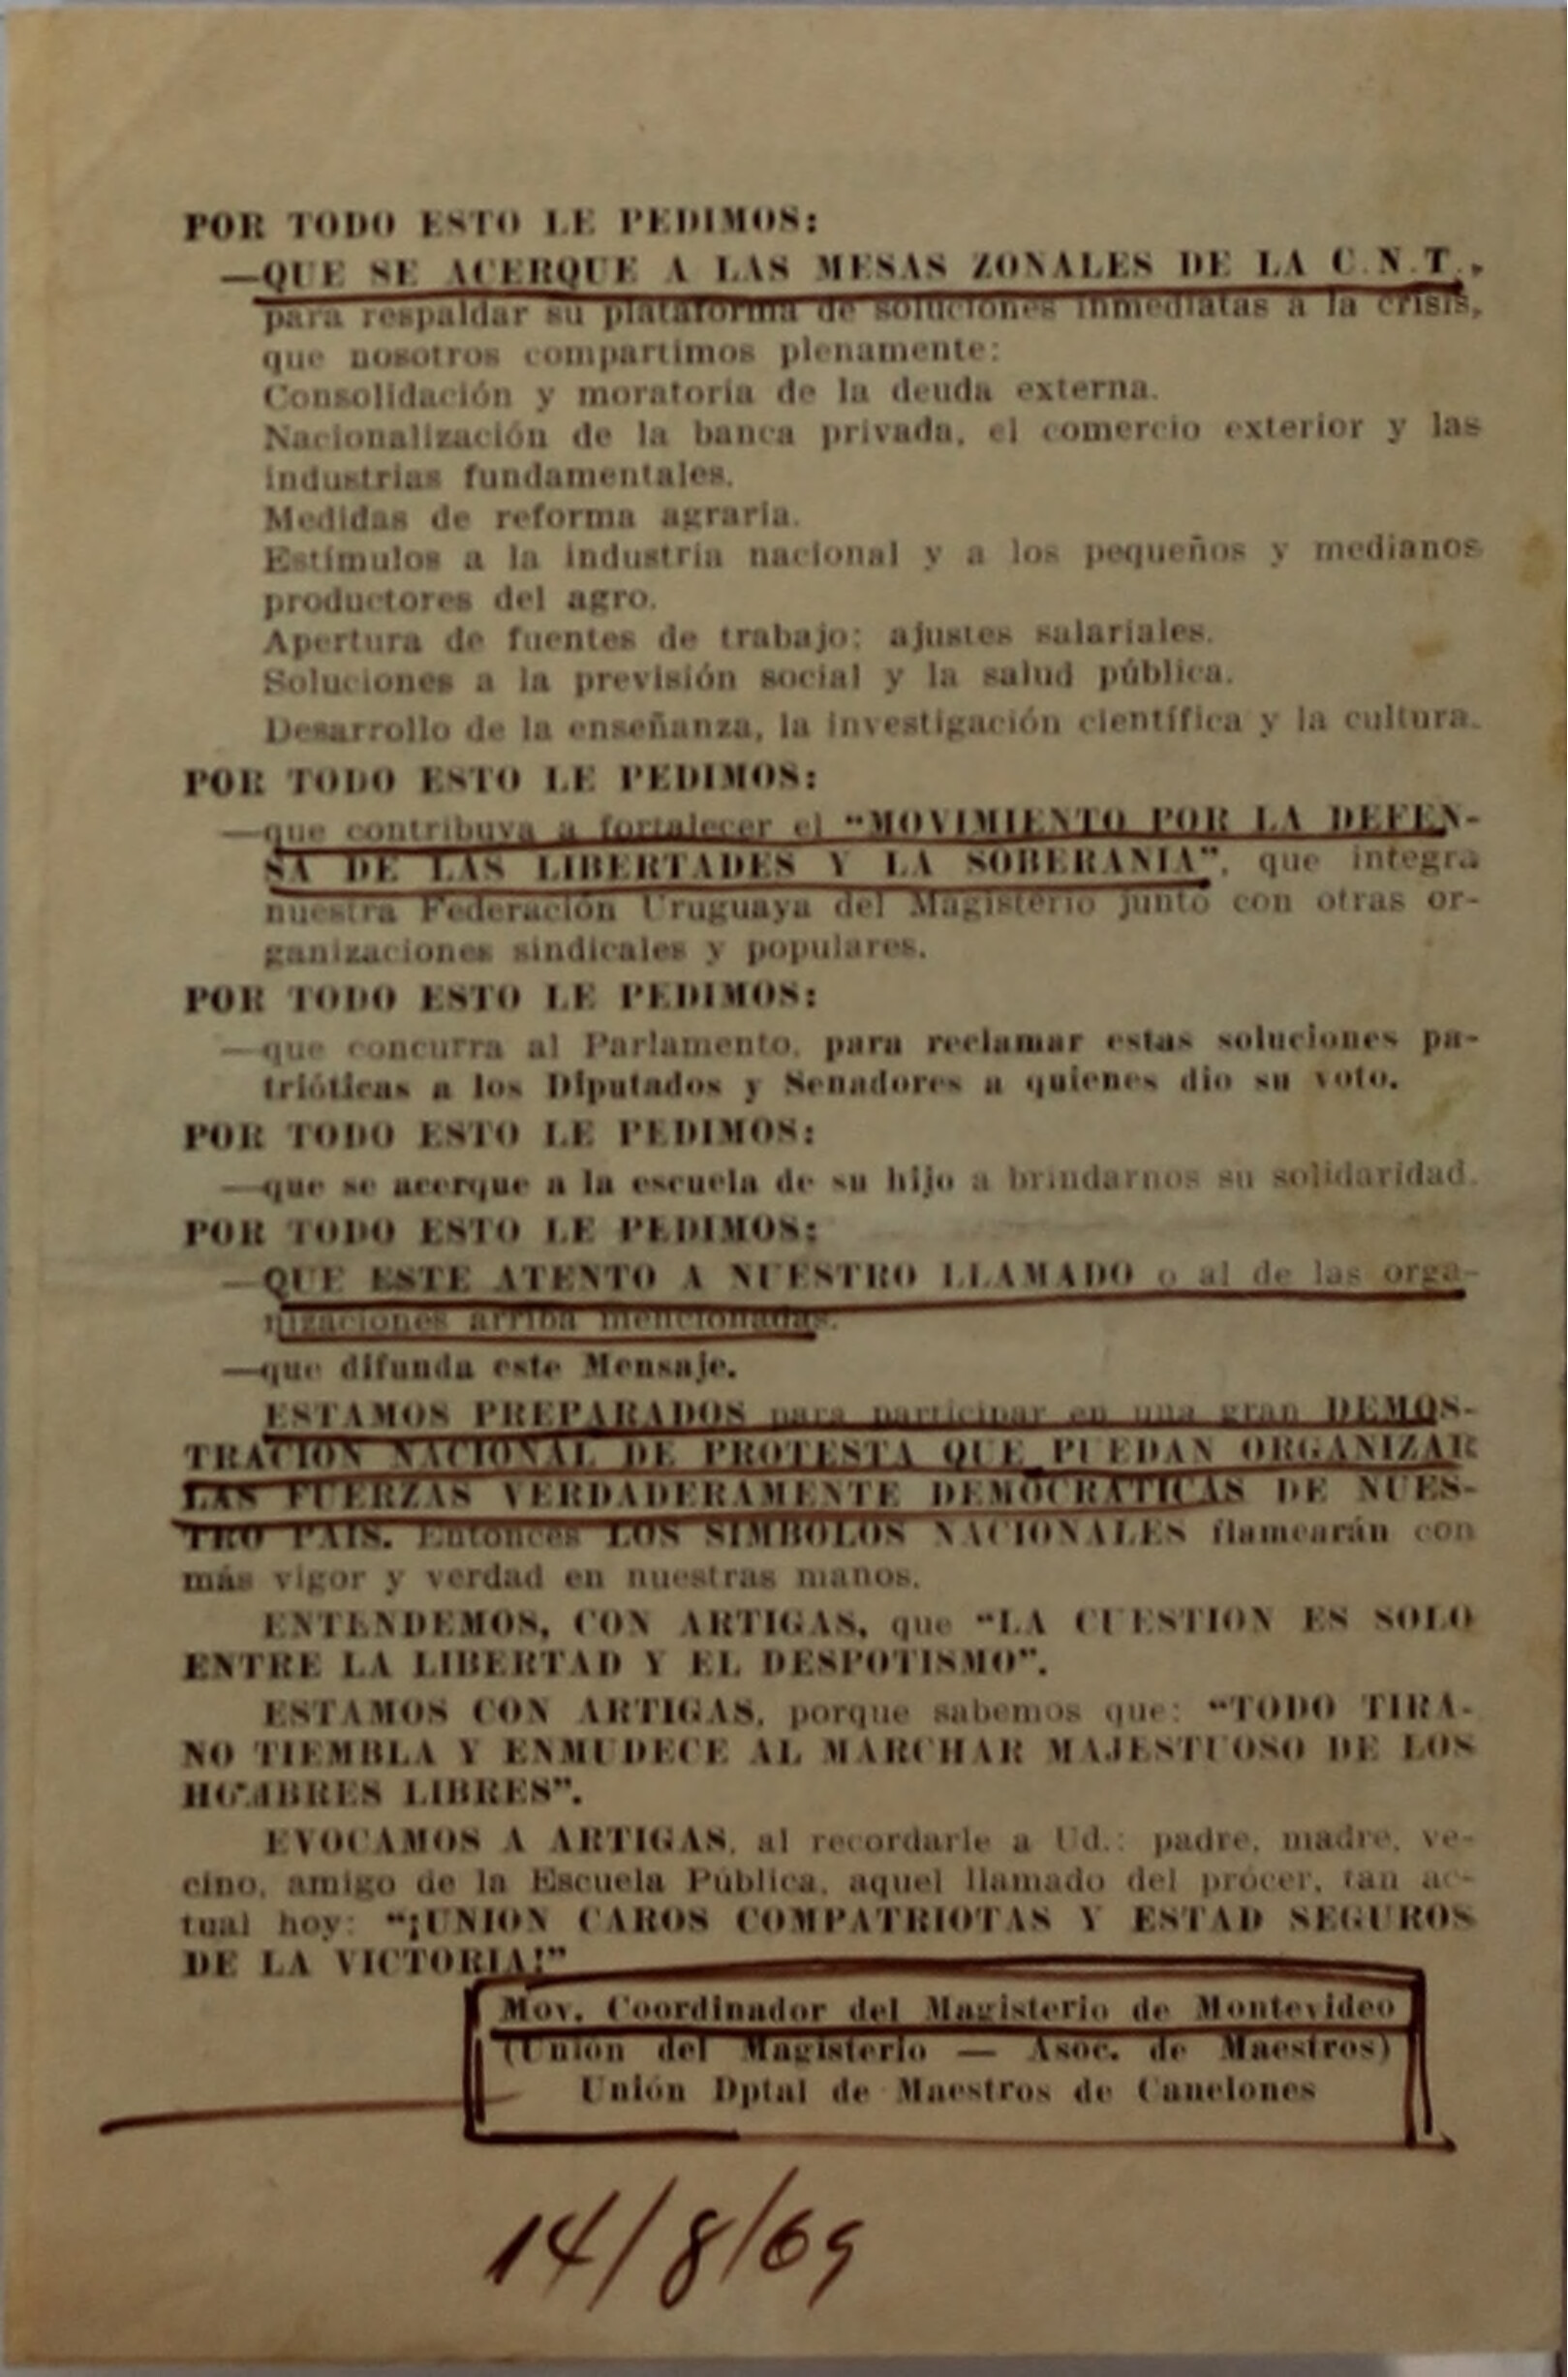 POR TODO ESTO LE PEDIMOS:
—QUE SE ACERQUE A LAS MESAS ZONALES DE LA C.N.T.,
para respaldar su plataforma de soluciones inmediatas a la crisis,
que nosotros compartimos plenamente:
Consolidación y moratoria de la deuda externa.
Nacionalización de la banca privada, el comercio exterior y las
industrias fundamentales.
Medidas de reforma agraria.
Estímulos a la industria nacional y a los pequeños y medianos
productores del agro.
Apertura de fuentes de trabajo; ajustes salariales.
Soluciones a la previsión social y la salud pública.
Desarrollo de la enseñanza, la investigación científica y la cultura.
POR TODO ESTO LE PEDIMOS:
—que contribuya a fortalecer el "MOVIMIENTO POR LA DEFEN-
SA DE LAS LIBERTADES Y LA SOBERANIA", que integra
nuestra Federación Uruguaya del Magisterio junto con otras or-
ganizaciones sindicales y populares.
POR TODO ESTO LE PEDIMOS:
—que concurra al Parlamento, para reclamar estas soluciones pa-
trióticas a los Diputados y Senadores a quienes dio su voto.
POR TODO ESTO LE PEDIMOS:
—que se acerque a la escuela de su hijo a brindarnos su solidaridad.
POR TODO ESTO LE PEDIMOS:
—QUE ESTE ATENTO A NUESTRO LLAMADO o al de las orga-
nizaciones arriba mencionadas.
—que difunda este Mensaje.
ESTAMOS PREPARADOS para participar en una gran DEMOS-
TRACION NACIONAL DE PROTESTA QUE PUEDAN ORGANIZAR
LAS FUERZAS VERDADERAMENTE DEMOCRATICAS DE NUES-
TRO PAIS. Entonces LOS SIMBOLOS NACIONALES flamearán con
más vigor y verdad en nuestras manos.
ENTENDEMOS, CON ARTIGAS, que "LA CUESTION ES SOLO
ENTRE LA LIBERTAD Y EL DESPOTISMO".
ESTAMOS CON ARTIGAS, porque sabemos que: "TODO TIRA-
NO TIEMBLA Y ENMUDECE AL MARCHAR MAJESTUOSO DE LOS
HOMBRES LIBRES".
EVOCAMOS A ARTIGAS, al recordarle a Ud.: padre, madre, ve-
cino, amigo de la Escuela Pública, aquel llamado del prócer, tan ac-
tual hoy: "¡UNION CAROS COMPATRIOTAS Y ESTAD SEGUROS
DE LA VICTORIA!"
Mov. Coordinador del Magisterio de Montevideo
(Unión del Magisterio — Asoc. de Maestros)
Unión Dptal de Maestros de Canelones
14/8/69